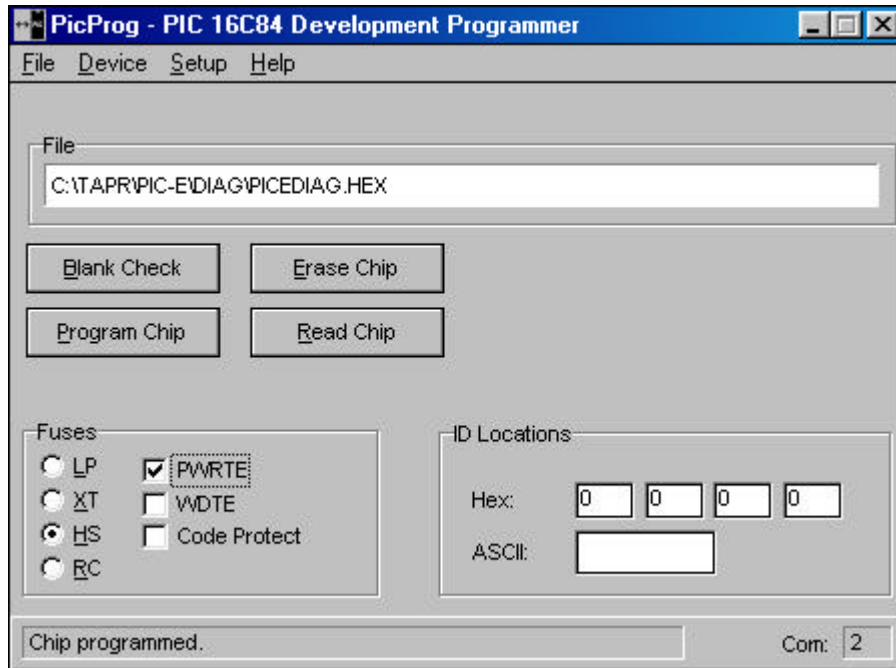 PicProg - PIC 16C84 Development Programmer
File Device Setup Help
File
C:\TAPR\PIC-E\DIAG\PICEDIAG.HEX
Blank Check Erase Chip
Program Chip Read Chip
Fuses
LP PWRTE
XT WDTE
HS Code Protect
RC
ID Locations
Hex: 0 0 0 0
ASCII:
Chip programmed. Com: 2